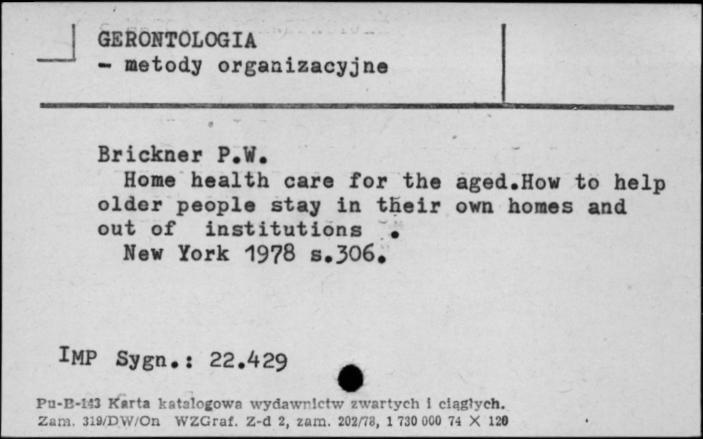 GERONTOLOGIA
- metody organizacyjne
Brickner P.W.
Home health care for the aged.How to help
older people stay in their own homes and
out of institutions .
New York 1978 s.306.
IMP Sygn.: 22.429
Pu-B-143 Karta katalogowa wydawnictw zwartych i ciągłych.
Zam. 319/DW/On WZGraf. Z-d 2, zam. 202/78, 1 730 000 74 X 120